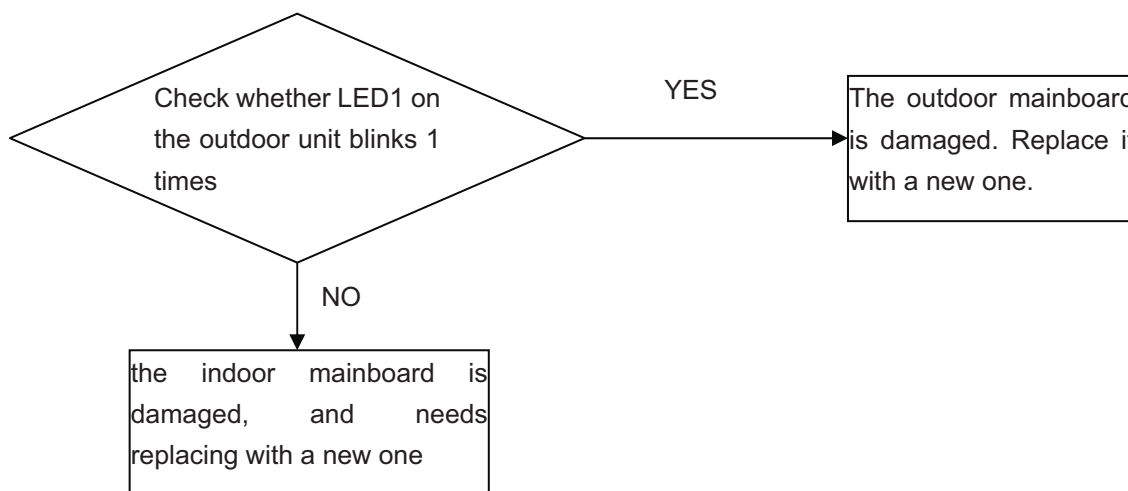 Check whether LED1 on
the outdoor unit blinks 1
times
YES
The outdoor mainboard
is damaged. Replace it
with a new one.
NO
the indoor mainboard is
damaged, and needs
replacing with a new one